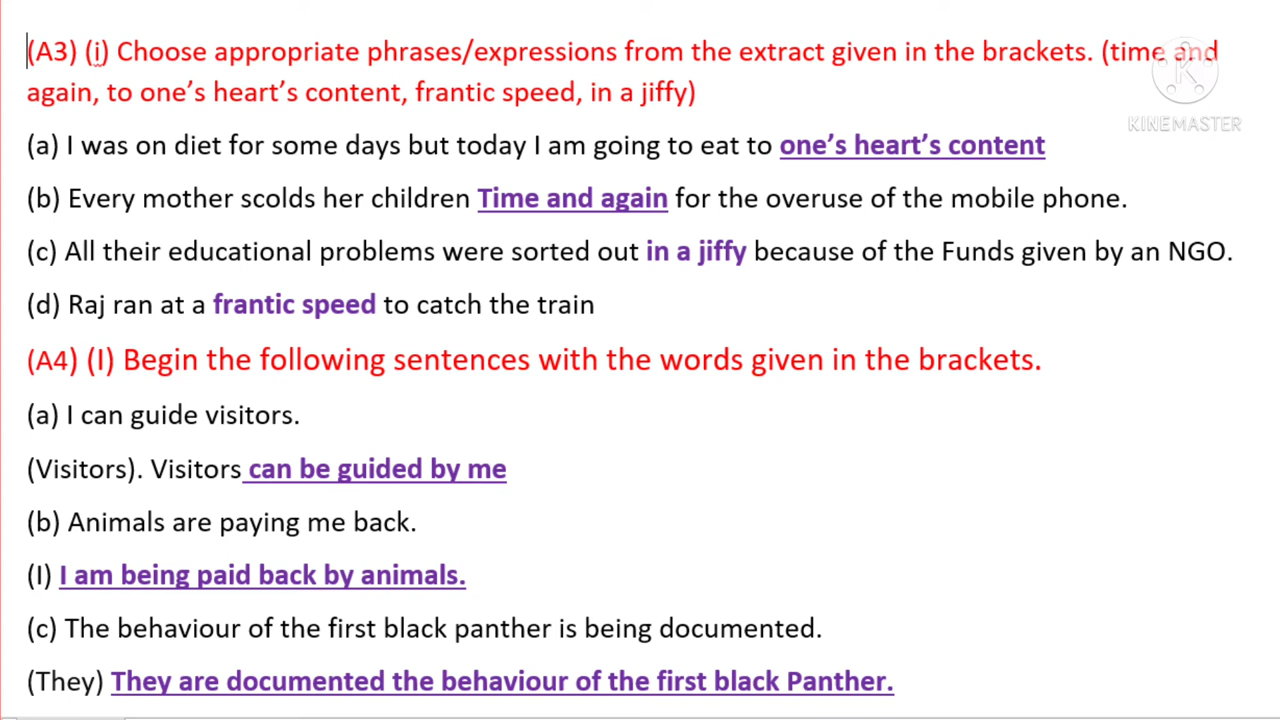 (A3) (i) Choose appropriate phrases/expressions from the extract given in the brackets. (time and
again, to one’s heart’s content, frantic speed, in a jiffy)
KINEMASTER
(a) I was on diet for some days but today I am going to eat to one’s heart’s content
(b) Every mother scolds her children Time and again for the overuse of the mobile phone.
(c) All their educational problems were sorted out in a jiffy because of the Funds given by an NGO.
(d) Raj ran at a frantic speed to catch the train
(A4) (I) Begin the following sentences with the words given in the brackets.
(a) I can guide visitors.
(Visitors). Visitors can be guided by me
(b) Animals are paying me back.
(I) I am being paid back by animals.
(c) The behaviour of the first black panther is being documented.
(They) They are documented the behaviour of the first black Panther.